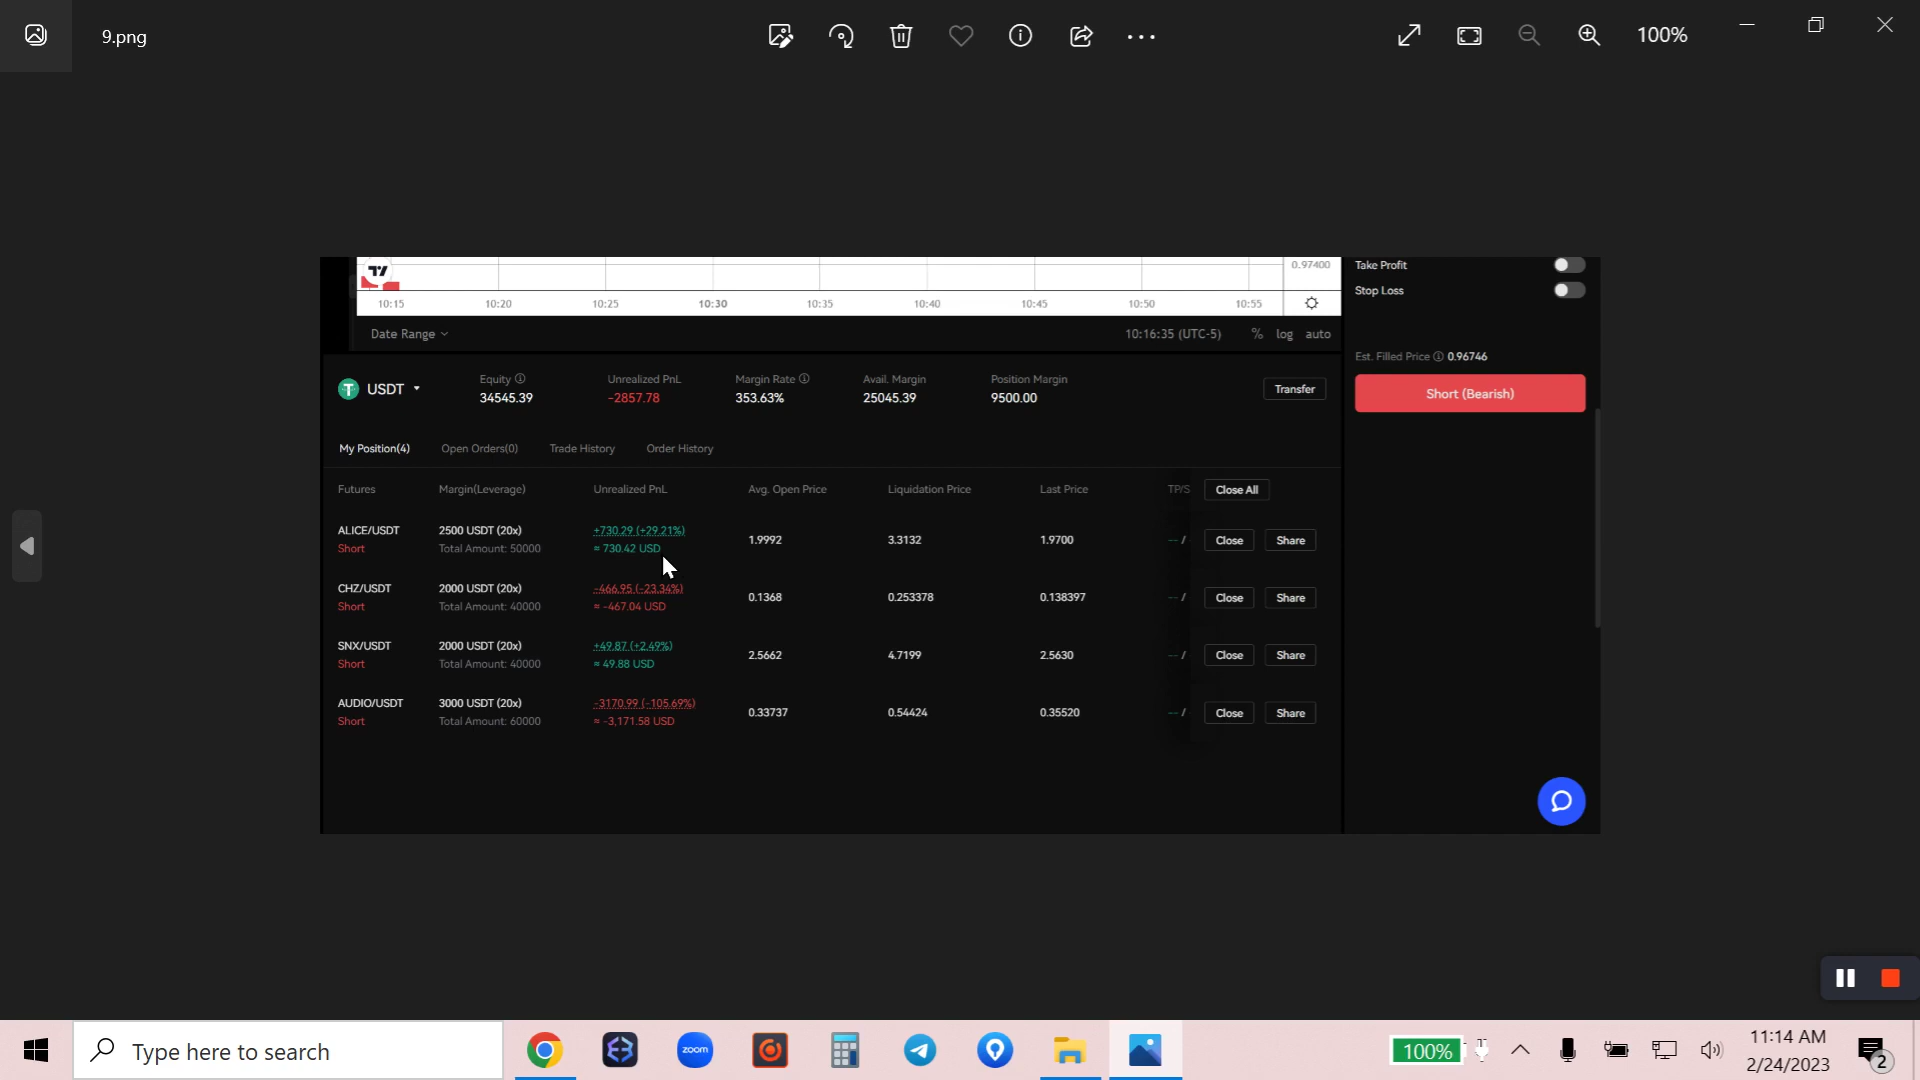 9.png
100%
0.97400
10:15 10:20 10:25 10:30 10:35 10:40 10:45 10:50 10:55
Date Range
10:16:35 (UTC-5) % log auto
Take Profit
Stop Loss
Est. Filled Price 0.96746
Short (Bearish)
USDT
Equity Unrealized PnL Margin Rate Avail. Margin Position Margin
34545.39 -2857.78 353.63% 25045.39 9500.00
Transfer
My Position(4) Open Orders(0) Trade History Order History
Futures Margin(Leverage) Unrealized PnL Avg. Open Price Liquidation Price Last Price TP/S Close All
ALICE/USDT 2500 USDT (20x) +730.29 (+29.21%) 1.9992 3.3132 1.9700 -- / Close Share
Short Total Amount: 50000 ≈ 730.42 USD
CHZ/USDT 2000 USDT (20x) -466.95 (-23.34%) 0.1368 0.253378 0.138397 -- / Close Share
Short Total Amount: 40000 ≈ -467.04 USD
SNX/USDT 2000 USDT (20x) +49.87 (+2.49%) 2.5662 4.7199 2.5630 -- / Close Share
Short Total Amount: 40000 ≈ 49.88 USD
AUDIO/USDT 3000 USDT (20x) -3170.99 (-105.69%) 0.33737 0.54424 0.35520 -- / Close Share
Short Total Amount: 60000 ≈ -3,171.58 USD
Type here to search
zoom
100%
11:14 AM
2/24/2023
2